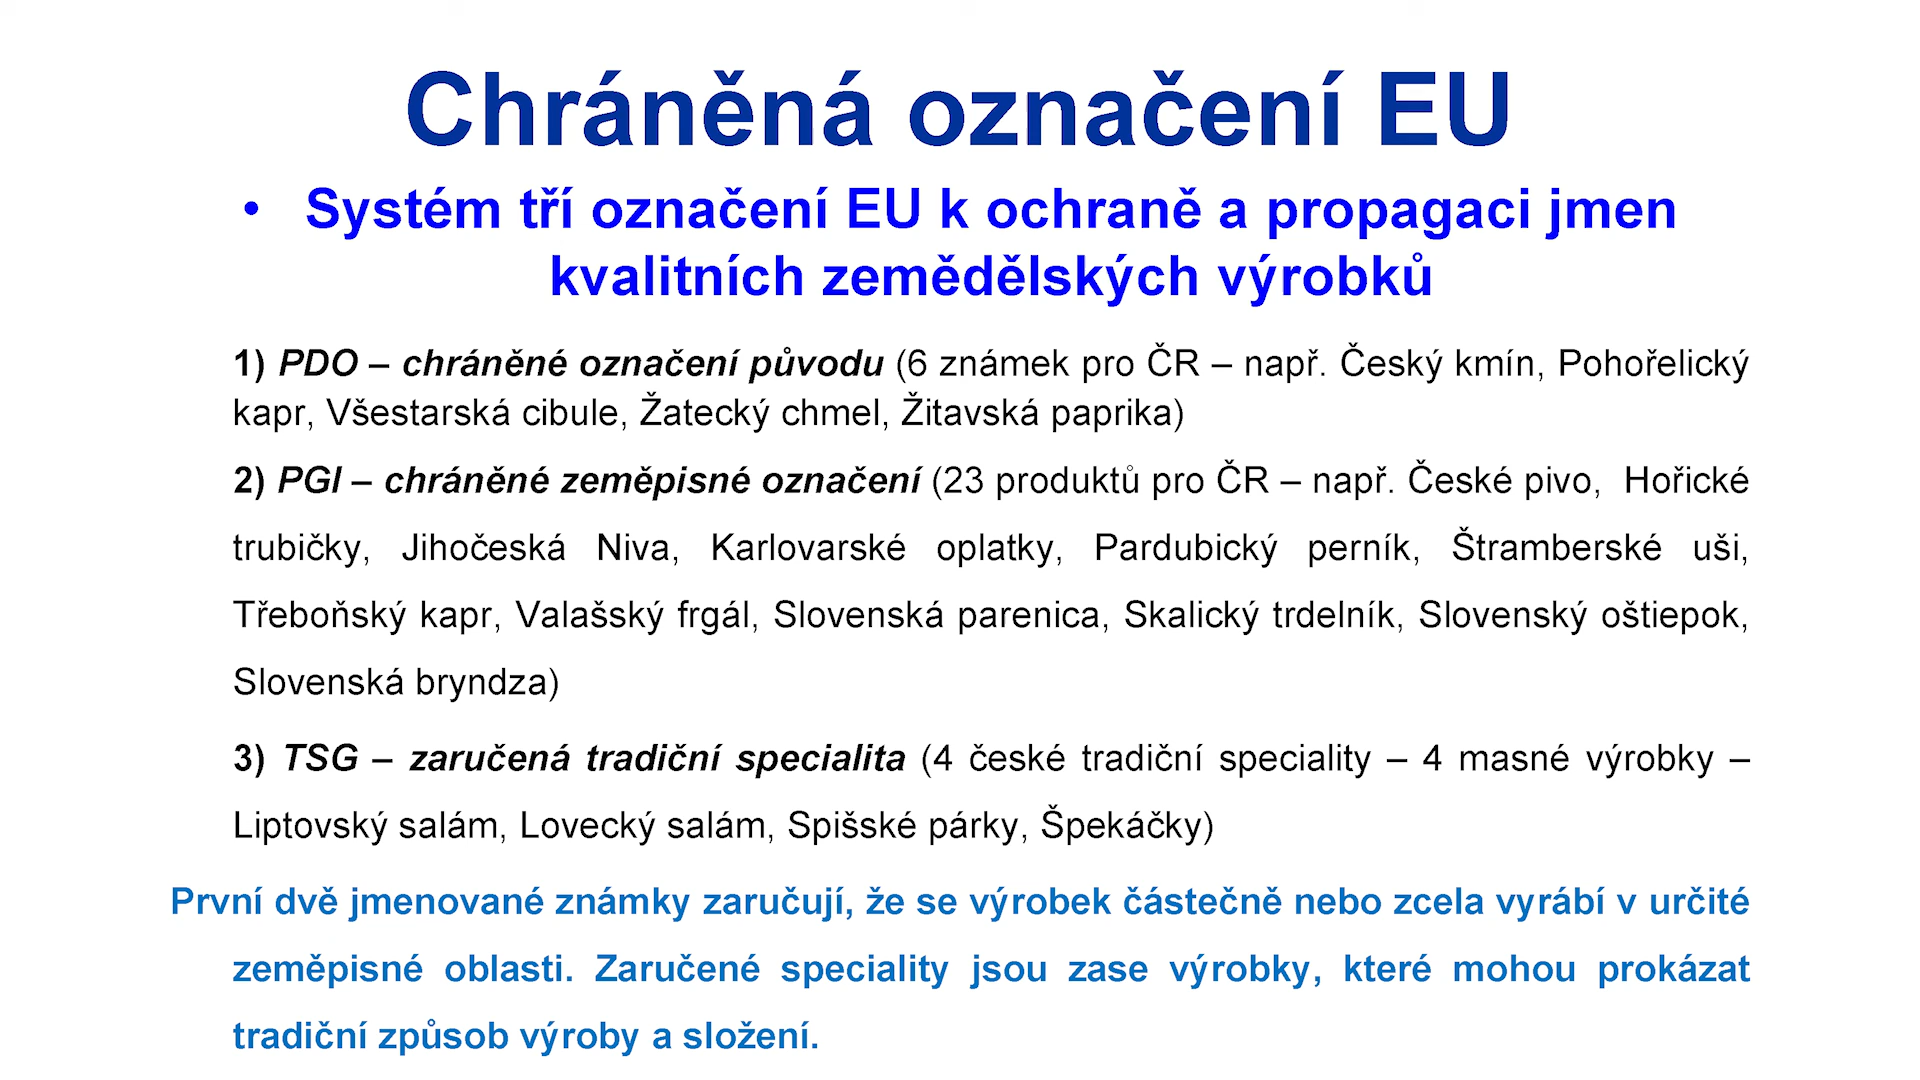 Chráněná označení EU
• Systém tří označení EU k ochraně a propagaci jmen
kvalitních zemědělských výrobků
1) PDO – chráněné označení původu (6 známek pro ČR – např. Český kmín, Pohořelický
kapr, Všestarská cibule, Žatecký chmel, Žitavská paprika)
2) PGI – chráněné zeměpisné označení (23 produktů pro ČR – např. České pivo, Hořické
trubičky, Jihočeská Niva, Karlovarské oplatky, Pardubický perník, Štramberské uši,
Třeboňský kapr, Valašský frgál, Slovenská parenica, Skalický trdelník, Slovenský oštiepok,
Slovenská bryndza)
3) TSG – zaručená tradiční specialita (4 české tradiční speciality – 4 masné výrobky –
Liptovský salám, Lovecký salám, Spišské párky, Špekáčky)
První dvě jmenované známky zaručují, že se výrobek částečně nebo zcela vyrábí v určité
zeměpisné oblasti. Zaručené speciality jsou zase výrobky, které mohou prokázat
tradiční způsob výroby a složení.